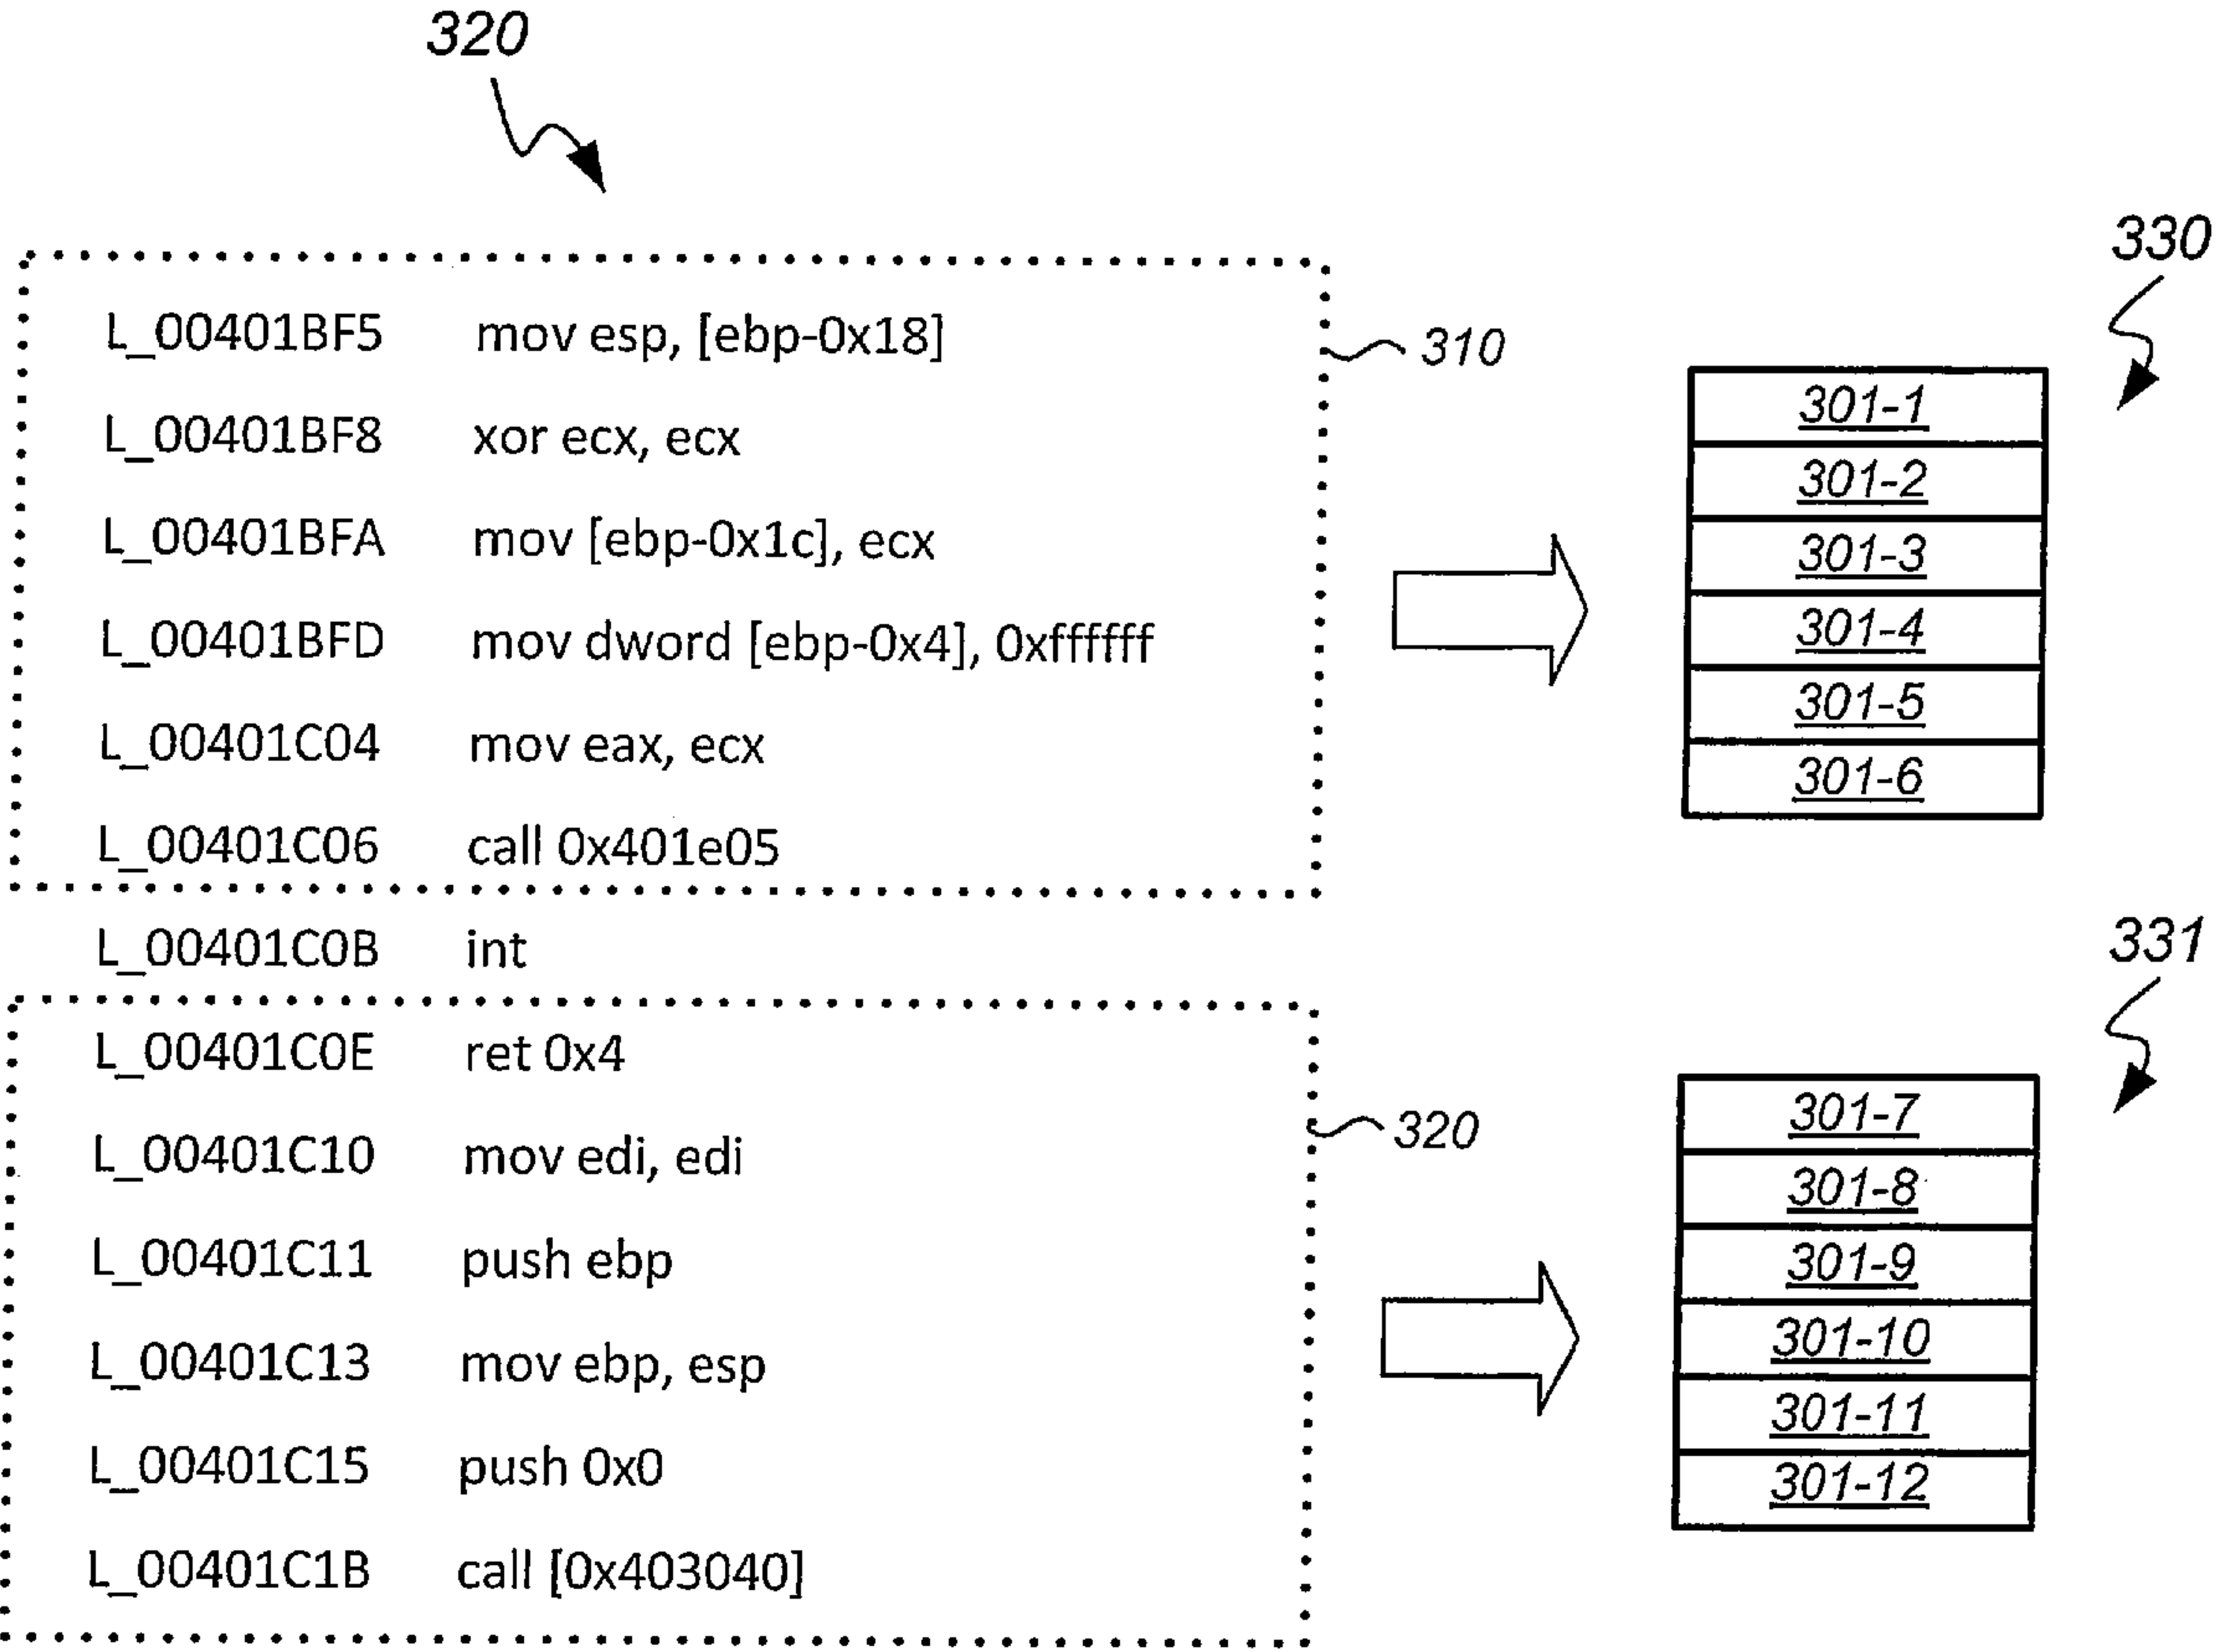 320
330
L_00401BF5 mov esp, [ebp-0x18]
310
L_00401BF8 xor ecx, ecx
L_00401BFA mov [ebp-0x1c], ecx
L_00401BFD mov dword [ebp-0x4], 0xffffff
L_00401C04 mov eax, ecx
L_00401C06 call 0x401e05
301-1
301-2
301-3
301-4
301-5
301-6
L_00401C0B int
331
L_00401C0E ret 0x4
L_00401C10 mov edi, edi
320
L_00401C11 push ebp
L_00401C13 mov ebp, esp
L_00401C15 push 0x0
L_00401C1B call [0x403040]
301-7
301-8
301-9
301-10
301-11
301-12